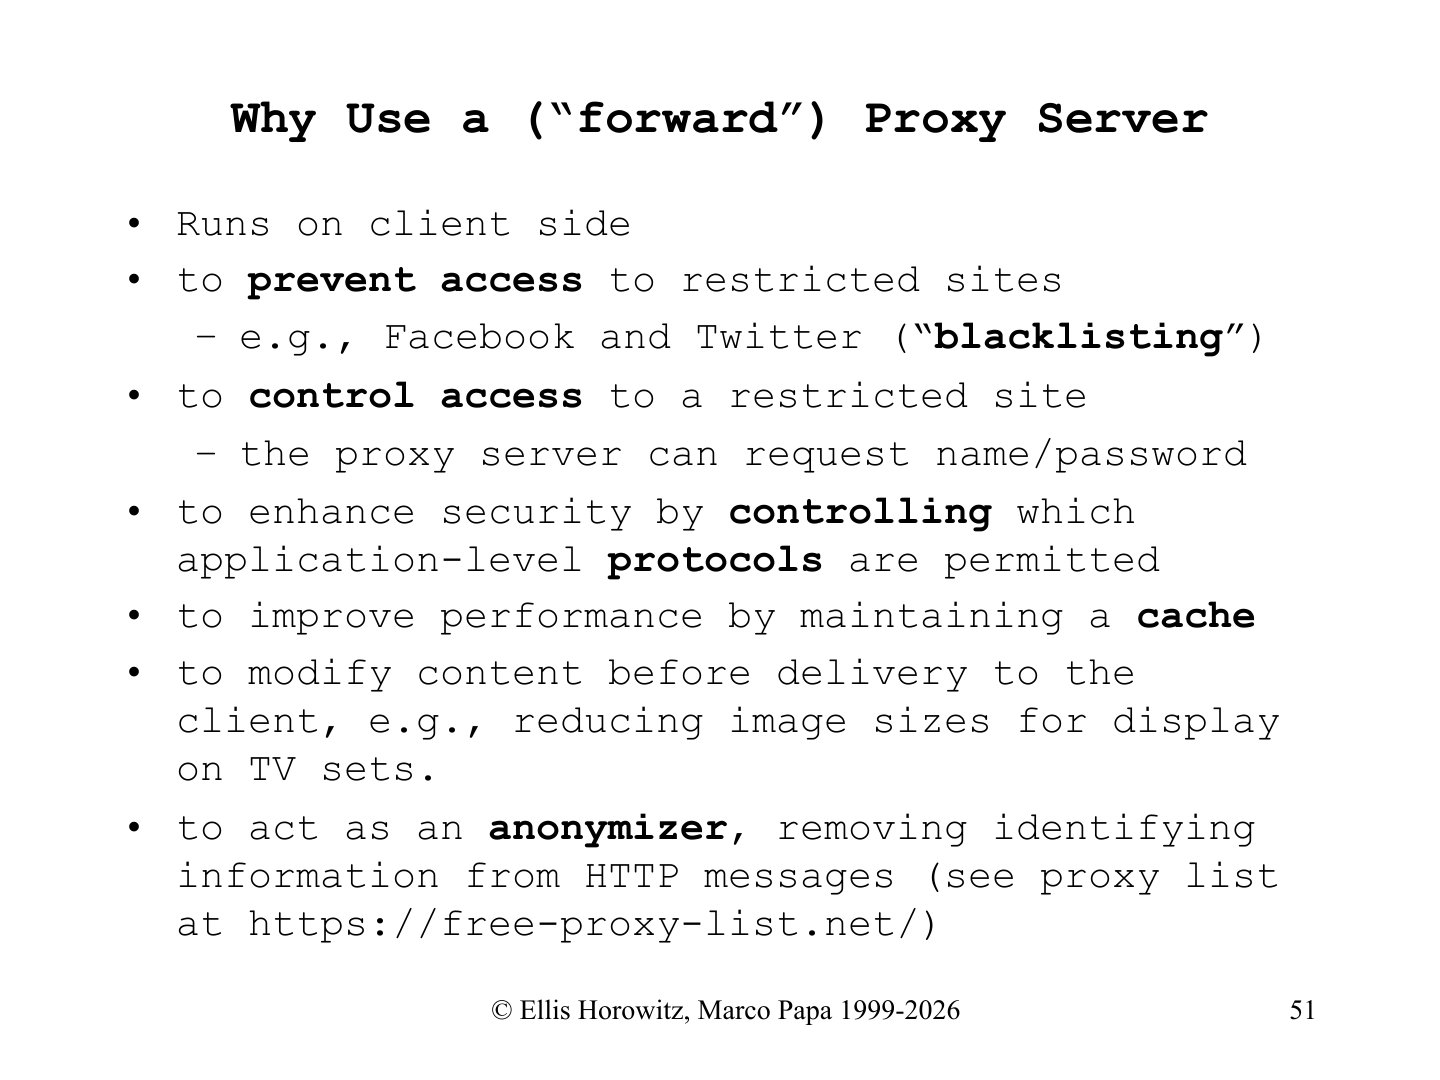 Why Use a (“forward”) Proxy Server
• Runs on client side
• to prevent access to restricted sites
– e.g., Facebook and Twitter (“blacklisting”)
• to control access to a restricted site
– the proxy server can request name/password
• to enhance security by controlling which
application-level protocols are permitted
• to improve performance by maintaining a cache
• to modify content before delivery to the
client, e.g., reducing image sizes for display
on TV sets.
• to act as an anonymizer, removing identifying
information from HTTP messages (see proxy list
at https://free-proxy-list.net/)
© Ellis Horowitz, Marco Papa 1999-2026
51